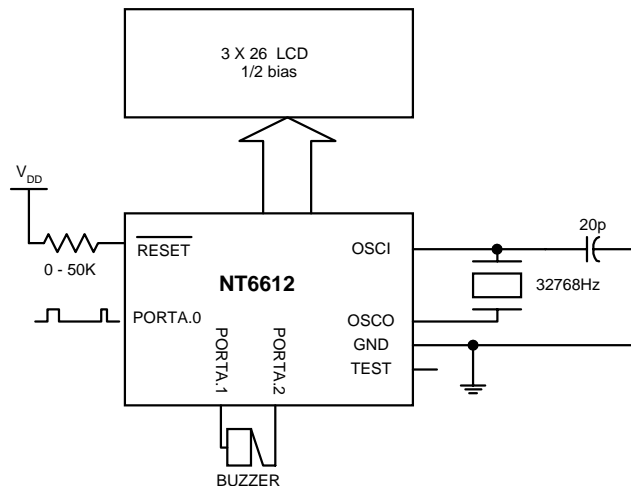 3 X 26 LCD
1/2 bias
VDD
RESET
0 - 50K
OSCI
20p
NT6612
32768Hz
PORTA.0
OSCO
GND
TEST
PORTA.1
PORTA.2
BUZZER